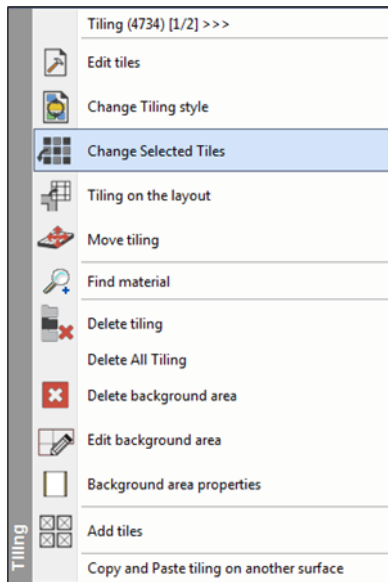 Tiling (4734) [1/2] >>>
Edit tiles
Change Tiling style
Change Selected Tiles
Tiling on the layout
Move tiling
Find material
Delete tiling
Delete All Tiling
Delete background area
Edit background area
Background area properties
Add tiles
Copy and Paste tiling on another surface
Tiling